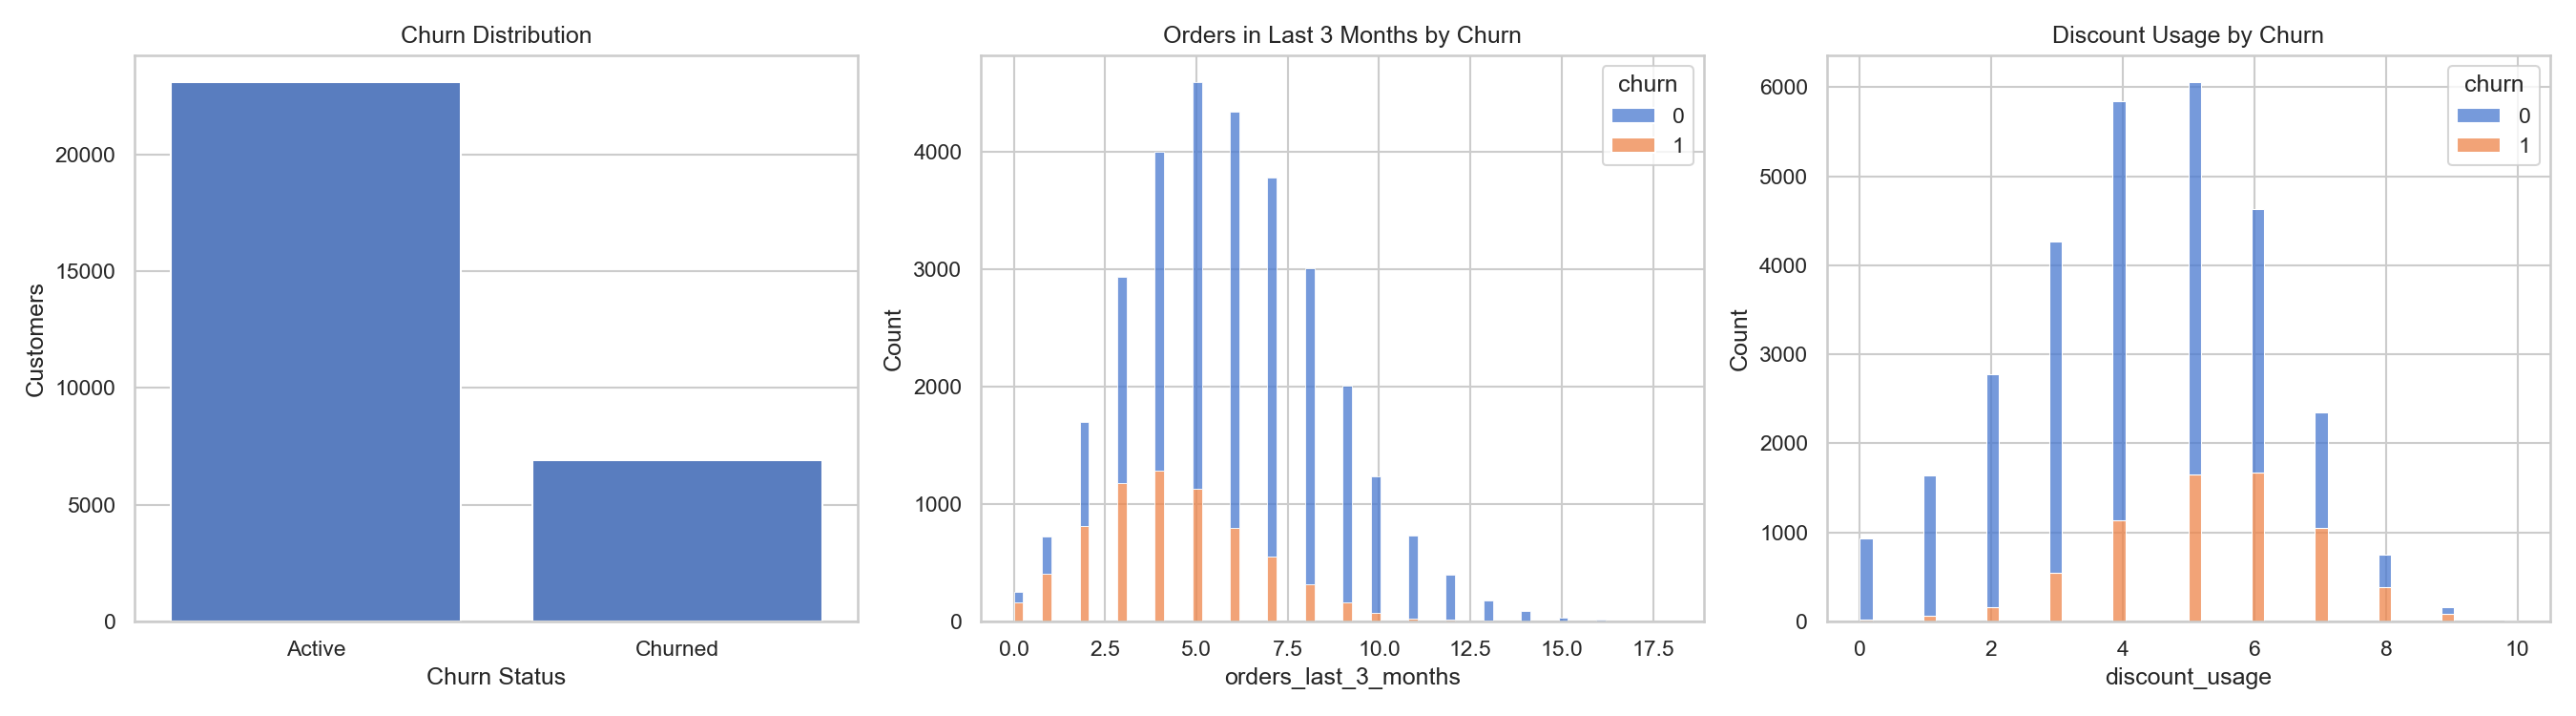 Churn Distribution
Customers
20000
15000
10000
5000
0
Active Churned
Churn Status
Orders in Last 3 Months by Churn
Count
4000
3000
2000
1000
0
0.0 2.5 5.0 7.5 10.0 12.5 15.0 17.5
orders_last_3_months
churn
0
1
Discount Usage by Churn
Count
6000
5000
4000
3000
2000
1000
0
0 2 4 6 8 10
discount_usage
churn
0
1